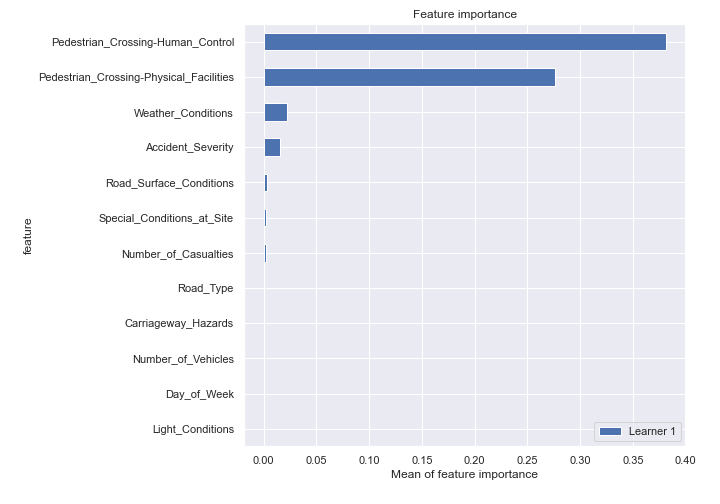 Feature importance
Pedestrian_Crossing-Human_Control
Pedestrian_Crossing-Physical_Facilities
Weather_Conditions
Accident_Severity
Road_Surface_Conditions
Special_Conditions_at_Site
Number_of_Casualties
Road_Type
Carriageway_Hazards
Number_of_Vehicles
Day_of_Week
Light_Conditions
feature
Learner 1
0.00 0.05 0.10 0.15 0.20 0.25 0.30 0.35 0.40
Mean of feature importance